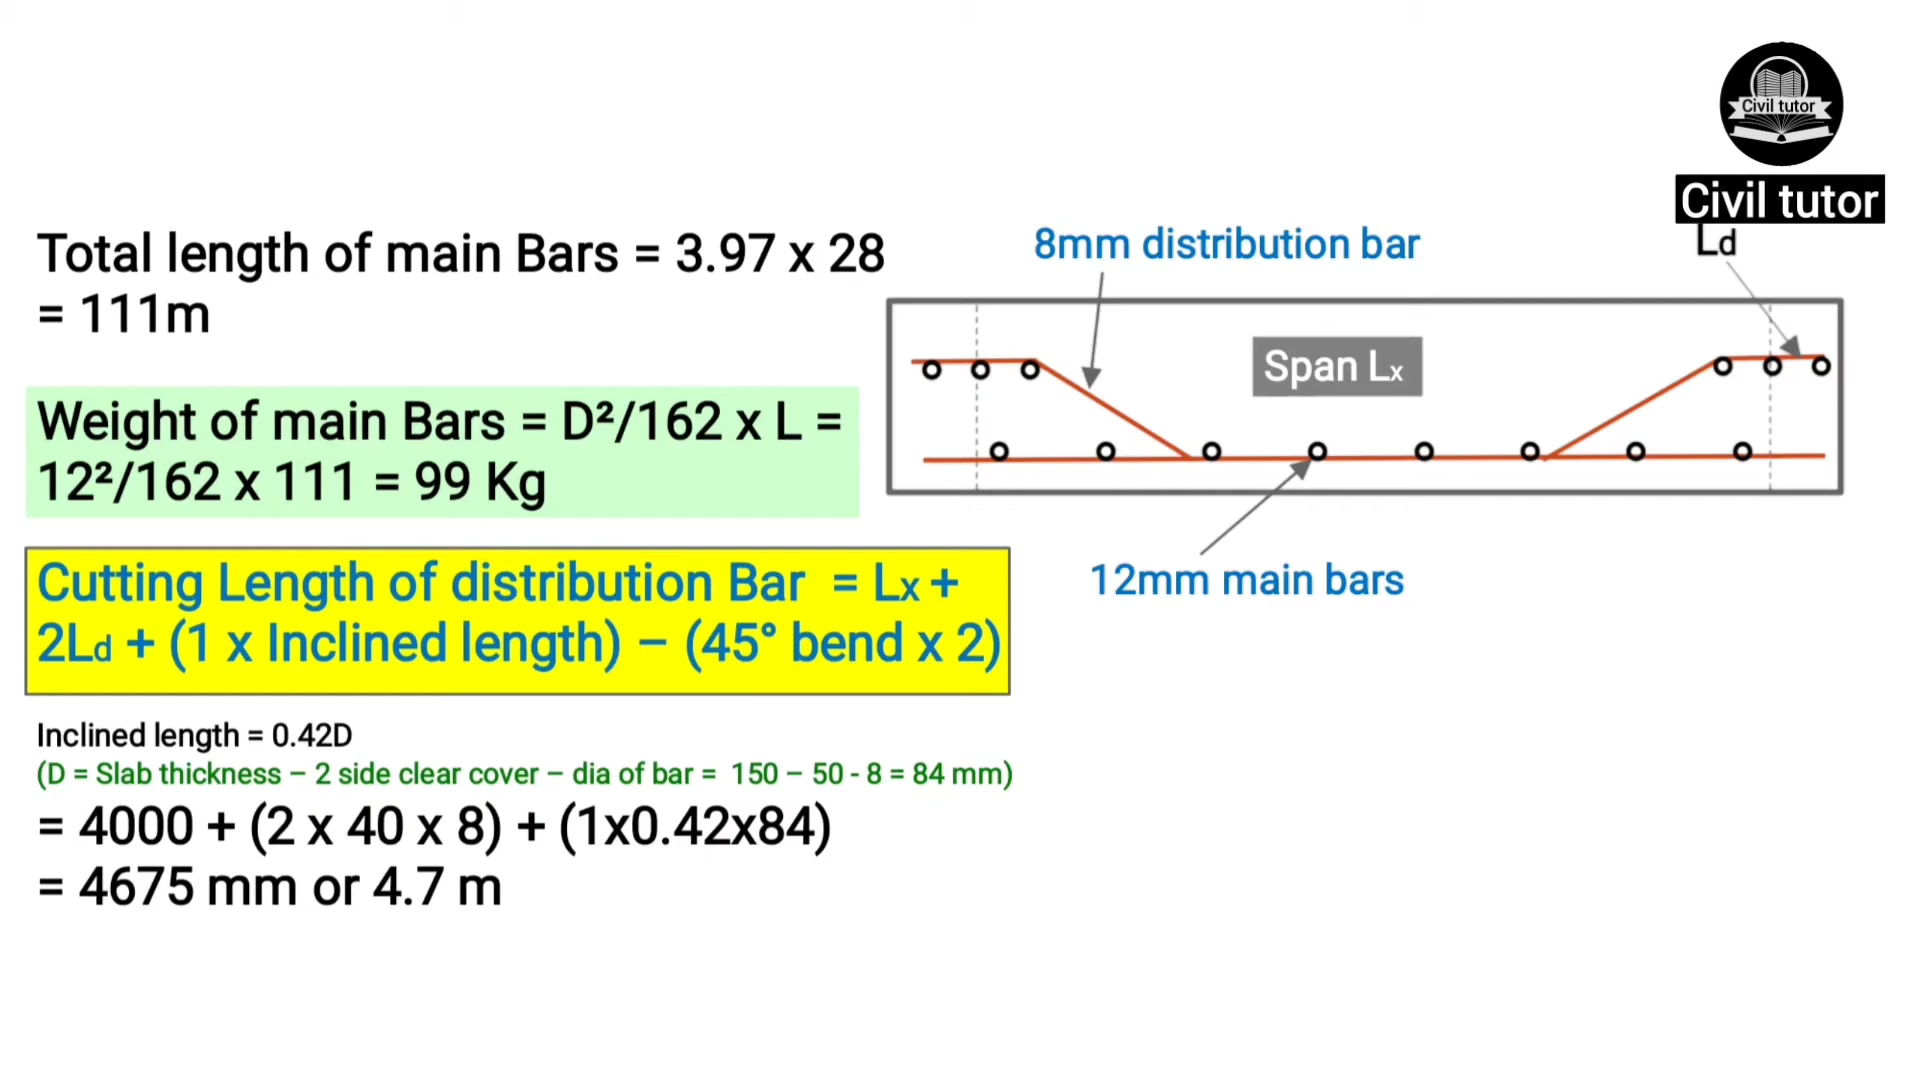 Civil tutor
Civil tutor
Total length of main Bars = 3.97 x 28
= 111m
8mm distribution bar
Ld
Span Lx
Weight of main Bars = D²/162 x L =
12²/162 x 111 = 99 Kg
Cutting Length of distribution Bar = Lx +
2Ld + (1 x Inclined length) – (45° bend x 2)
12mm main bars
Inclined length = 0.42D
(D = Slab thickness – 2 side clear cover – dia of bar = 150 – 50 - 8 = 84 mm)
= 4000 + (2 x 40 x 8) + (1x0.42x84)
= 4675 mm or 4.7 m